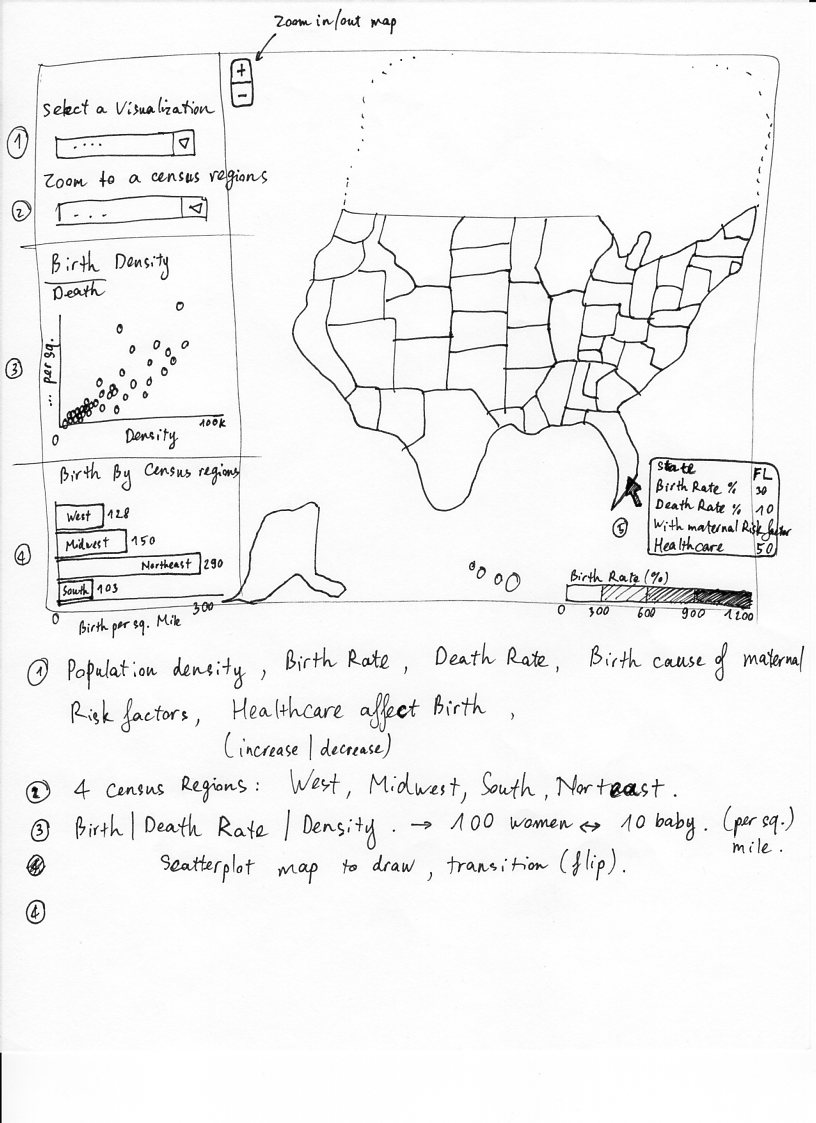 Zoom in/out map
+
−
Select a Visualization
1
....
Zoom to a census regions
2
- - -
Birth Density
Death
3
... per sq.
0
Density
100k
Birth By Census regions
4
West 128
Midwest 150
Northeast 290
South 103
0
300
Birth per sq. Mile
State FL
Birth Rate % 30
Death Rate % 10
With maternal Risk factor
Healthcare 50
5
Birth Rate (%)
0 300 600 900 1200
1 Population density, Birth Rate, Death Rate, Birth cause of maternal
Risk factors, Healthcare affect Birth,
(increase | decrease)
2 4 Census Regions: West, Midwest, South, Norteast.
3 Birth | Death Rate | Density. → 100 women ↔ 10 baby. (per sq.)
mile.
Scatterplot map to draw, transition (flip).
4